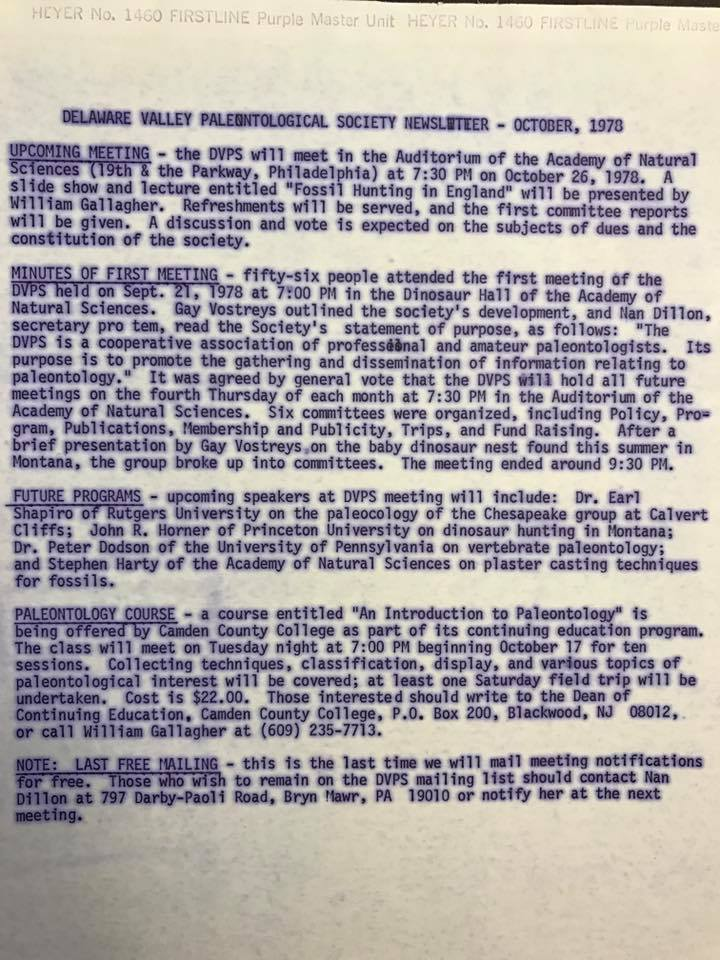 HEYER No. 1460 FIRSTLINE Purple Master Unit HEYER No. 1460 FIRSTLINE Purple Maste
DELAWARE VALLEY PALEONTOLOGICAL SOCIETY NEWSLETTER - OCTOBER, 1978
UPCOMING MEETING - the DVPS will meet in the Auditorium of the Academy of Natural
Sciences (19th & the Parkway, Philadelphia) at 7:30 PM on October 26, 1978. A
slide show and lecture entitled "Fossil Hunting in England" will be presented by
William Gallagher. Refreshments will be served, and the first committee reports
will be given. A discussion and vote is expected on the subjects of dues and the
constitution of the society.
MINUTES OF FIRST MEETING - fifty-six people attended the first meeting of the
DVPS held on Sept. 21, 1978 at 7:00 PM in the Dinosaur Hall of the Academy of
Natural Sciences. Gay Vostreys outlined the society's development, and Nan Dillon,
secretary pro tem, read the Society's statement of purpose, as follows: "The
DVPS is a cooperative association of professional and amateur paleontologists. Its
purpose is to promote the gathering and dissemination of information relating to
paleontology." It was agreed by general vote that the DVPS will hold all future
meetings on the fourth Thursday of each month at 7:30 PM in the Auditorium of the
Academy of Natural Sciences. Six committees were organized, including Policy, Pro=
gram, Publications, Membership and Publicity, Trips, and Fund Raising. After a
brief presentation by Gay Vostreys on the baby dinosaur nest found this summer in
Montana, the group broke up into committees. The meeting ended around 9:30 PM.
FUTURE PROGRAMS - upcoming speakers at DVPS meeting will include: Dr. Earl
Shapiro of Rutgers University on the paleocology of the Chesapeake group at Calvert
Cliffs; John R. Horner of Princeton University on dinosaur hunting in Montana;
Dr. Peter Dodson of the University of Pennsylvania on vertebrate paleontology;
and Stephen Harty of the Academy of Natural Sciences on plaster casting techniques
for fossils.
PALEONTOLOGY COURSE - a course entitled "An Introduction to Paleontology" is
being offered by Camden County College as part of its continuing education program.
The class will meet on Tuesday night at 7:00 PM beginning October 17 for ten
sessions. Collecting techniques, classification, display, and various topics of
paleontological interest will be covered; at least one Saturday field trip will be
undertaken. Cost is $22.00. Those interested should write to the Dean of
Continuing Education, Camden County College, P.O. Box 200, Blackwood, NJ 08012,
or call William Gallagher at (609) 235-7713.
NOTE: LAST FREE MAILING - this is the last time we will mail meeting notifications
for free. Those who wish to remain on the DVPS mailing list should contact Nan
Dillon at 797 Darby-Paoli Road, Bryn Mawr, PA 19010 or notify her at the next
meeting.